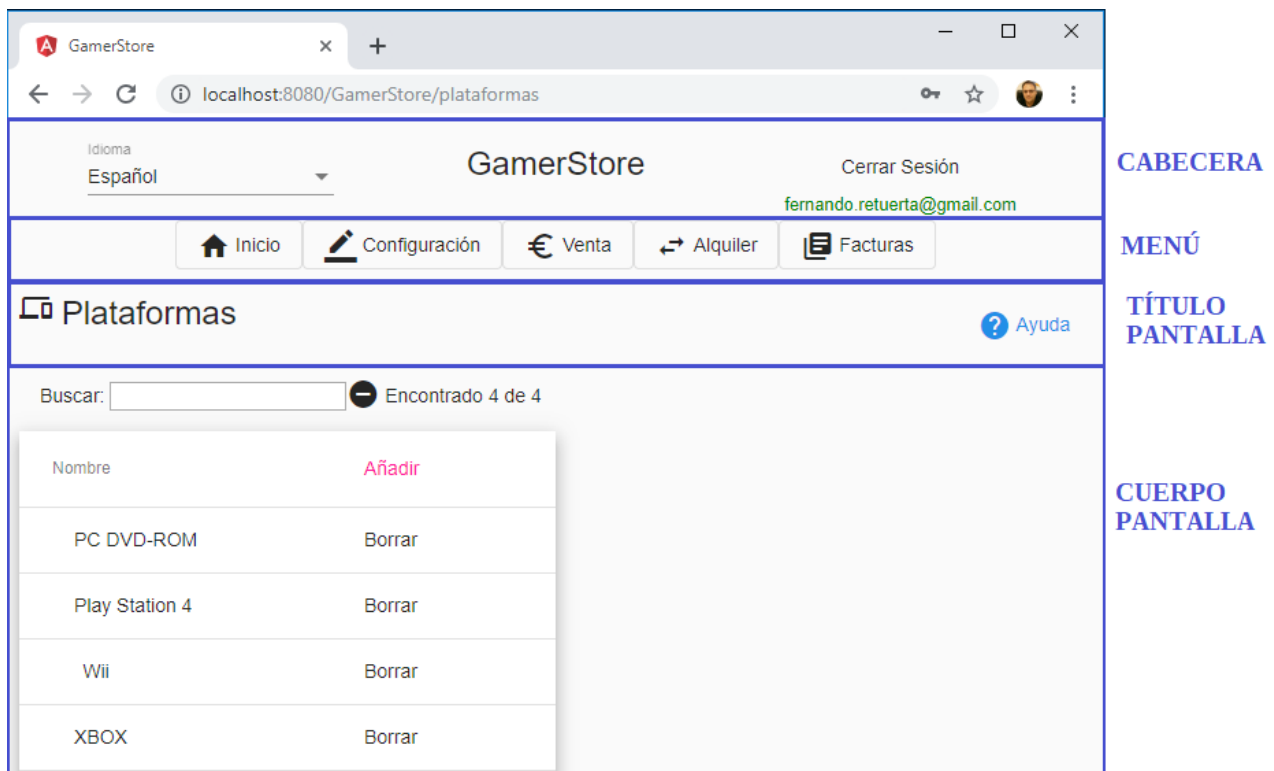 GamerStore
localhost:8080/GamerStore/plataformas
Idioma
Español
GamerStore
Cerrar Sesión
fernando.retuerta@gmail.com
CABECERA
Inicio Configuración € Venta Alquiler Facturas
MENÚ
Plataformas
? Ayuda
TÍTULO
PANTALLA
Buscar: Encontrado 4 de 4
Nombre Añadir
PC DVD-ROM Borrar
Play Station 4 Borrar
Wii Borrar
XBOX Borrar
CUERPO
PANTALLA